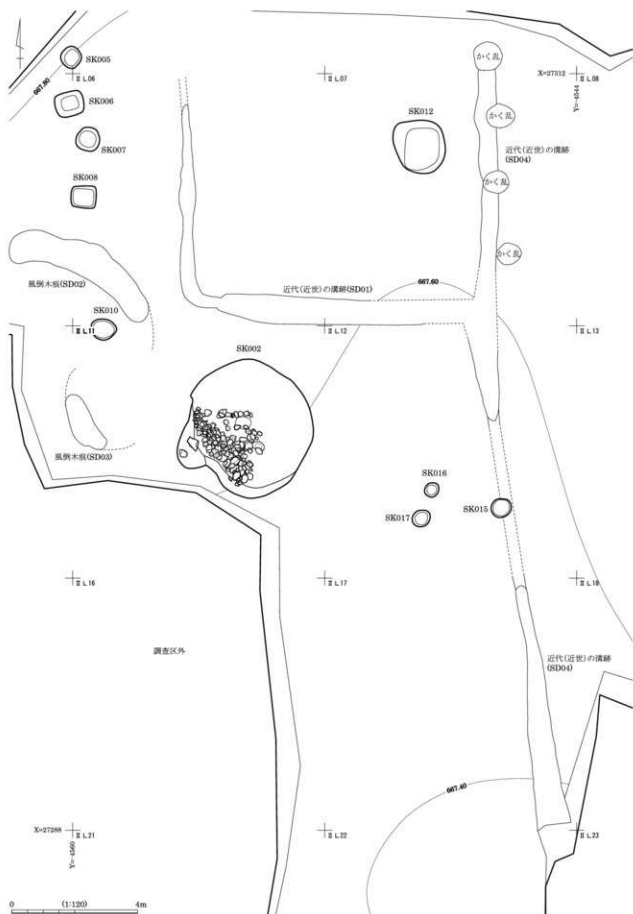 SK005
II L06
II L07
かく乱
X=27312
II L08
Y=-4544
667.80
SK006
SK012
かく乱
SK007
近代(近世)の溝跡
(SD04)
かく乱
SK008
かく乱
風倒木痕(SD02)
近代(近世)の溝跡(SD01)
667.60
SK010
II L11
II L12
II L13
SK002
風倒木痕(SD03)
SK016
SK017
SK015
II L16
II L17
II L18
調査区外
近代(近世)の溝跡
(SD04)
667.40
X=27288
II L21
II L22
II L23
Y=-4560
0 (1:120) 4m